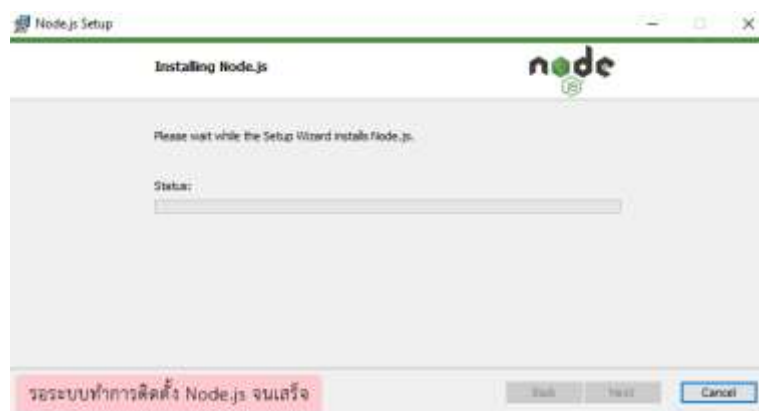 Node.js Setup
Installing Node.js
node
JS
Please wait while the Setup Wizard installs Node.js.
Status:
รอระบบทำการติดตั้ง Node.js จนเสร็จ
Back Next Cancel